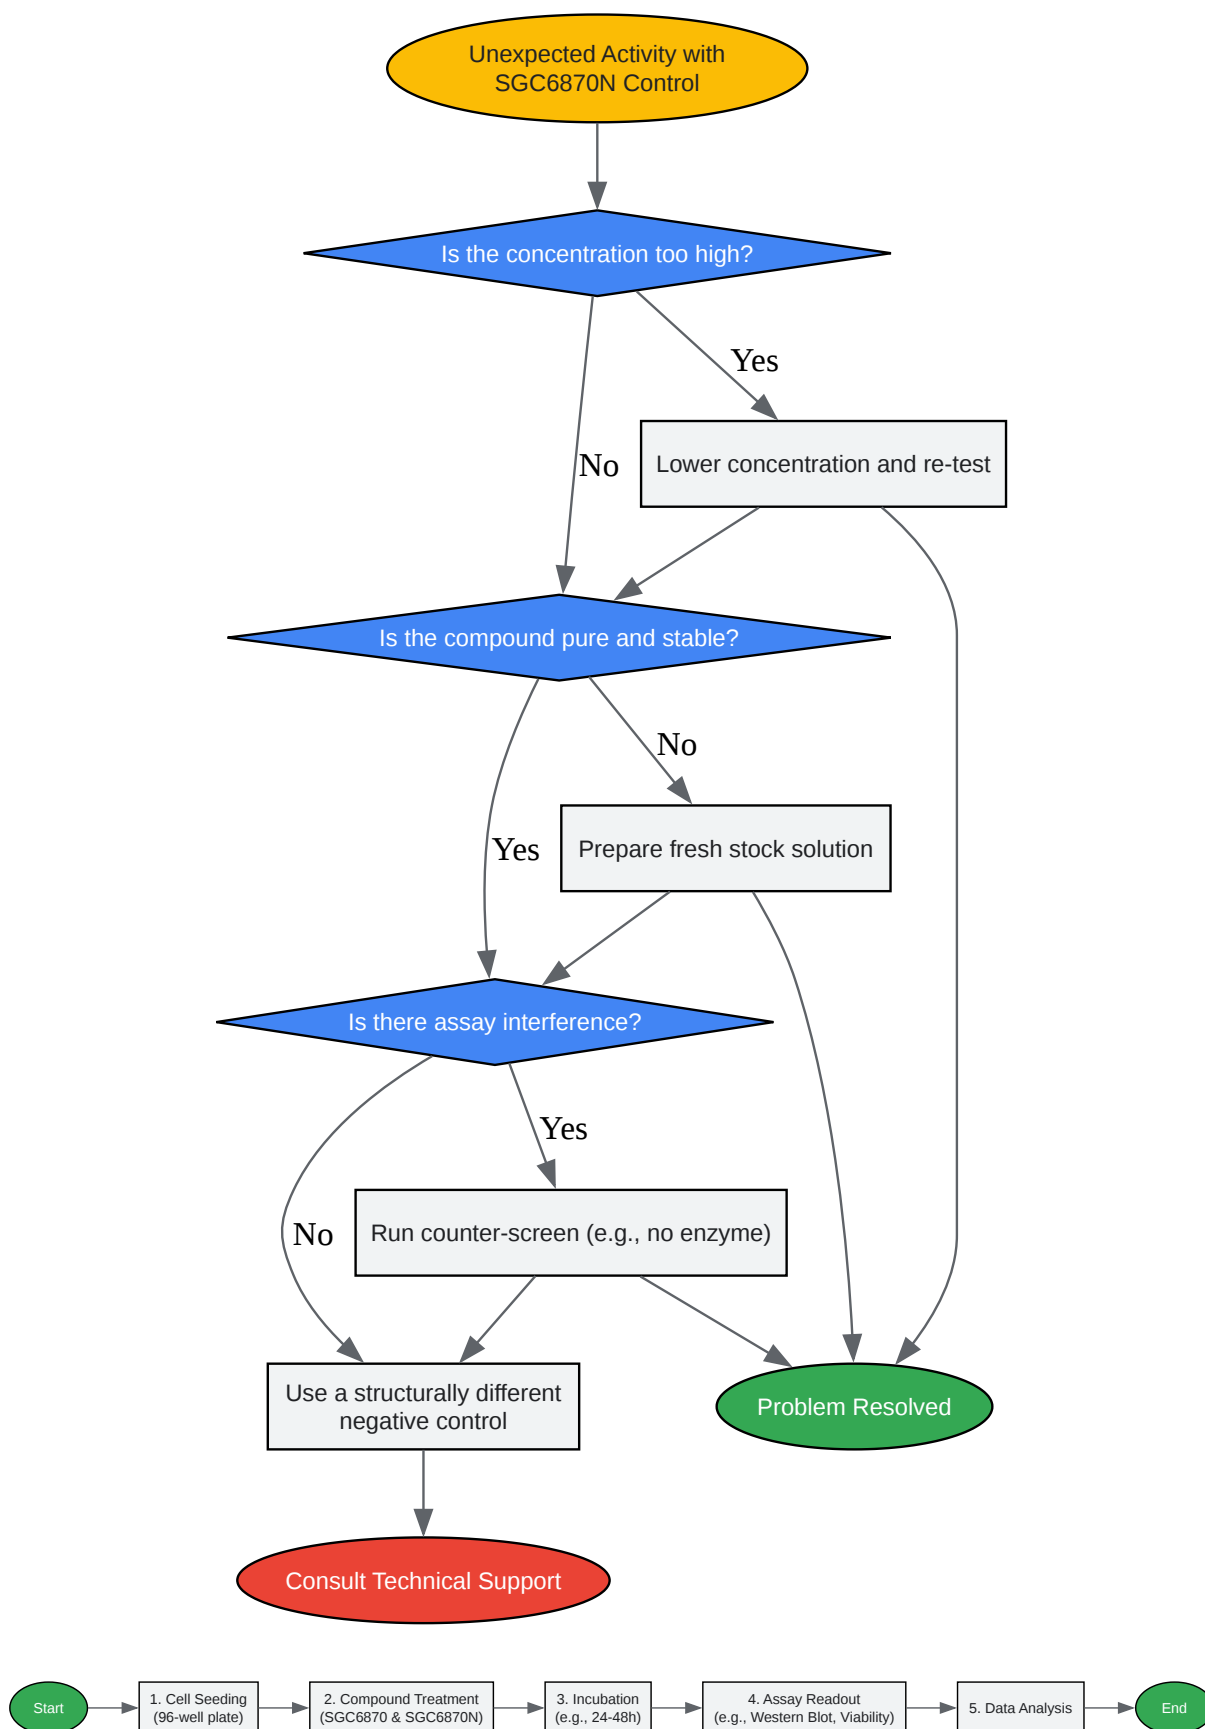 Unexpected Activity with
SGC6870N Control
Is the concentration too high?
Yes
No
Lower concentration and re-test
Is the compound pure and stable?
No
Yes
Prepare fresh stock solution
Is there assay interference?
Yes
No
Run counter-screen (e.g., no enzyme)
Use a structurally different
negative control
Problem Resolved
Consult Technical Support
Start
1. Cell Seeding
(96-well plate)
2. Compound Treatment
(SGC6870 & SGC6870N)
3. Incubation
(e.g., 24-48h)
4. Assay Readout
(e.g., Western Blot, Viability)
5. Data Analysis
End